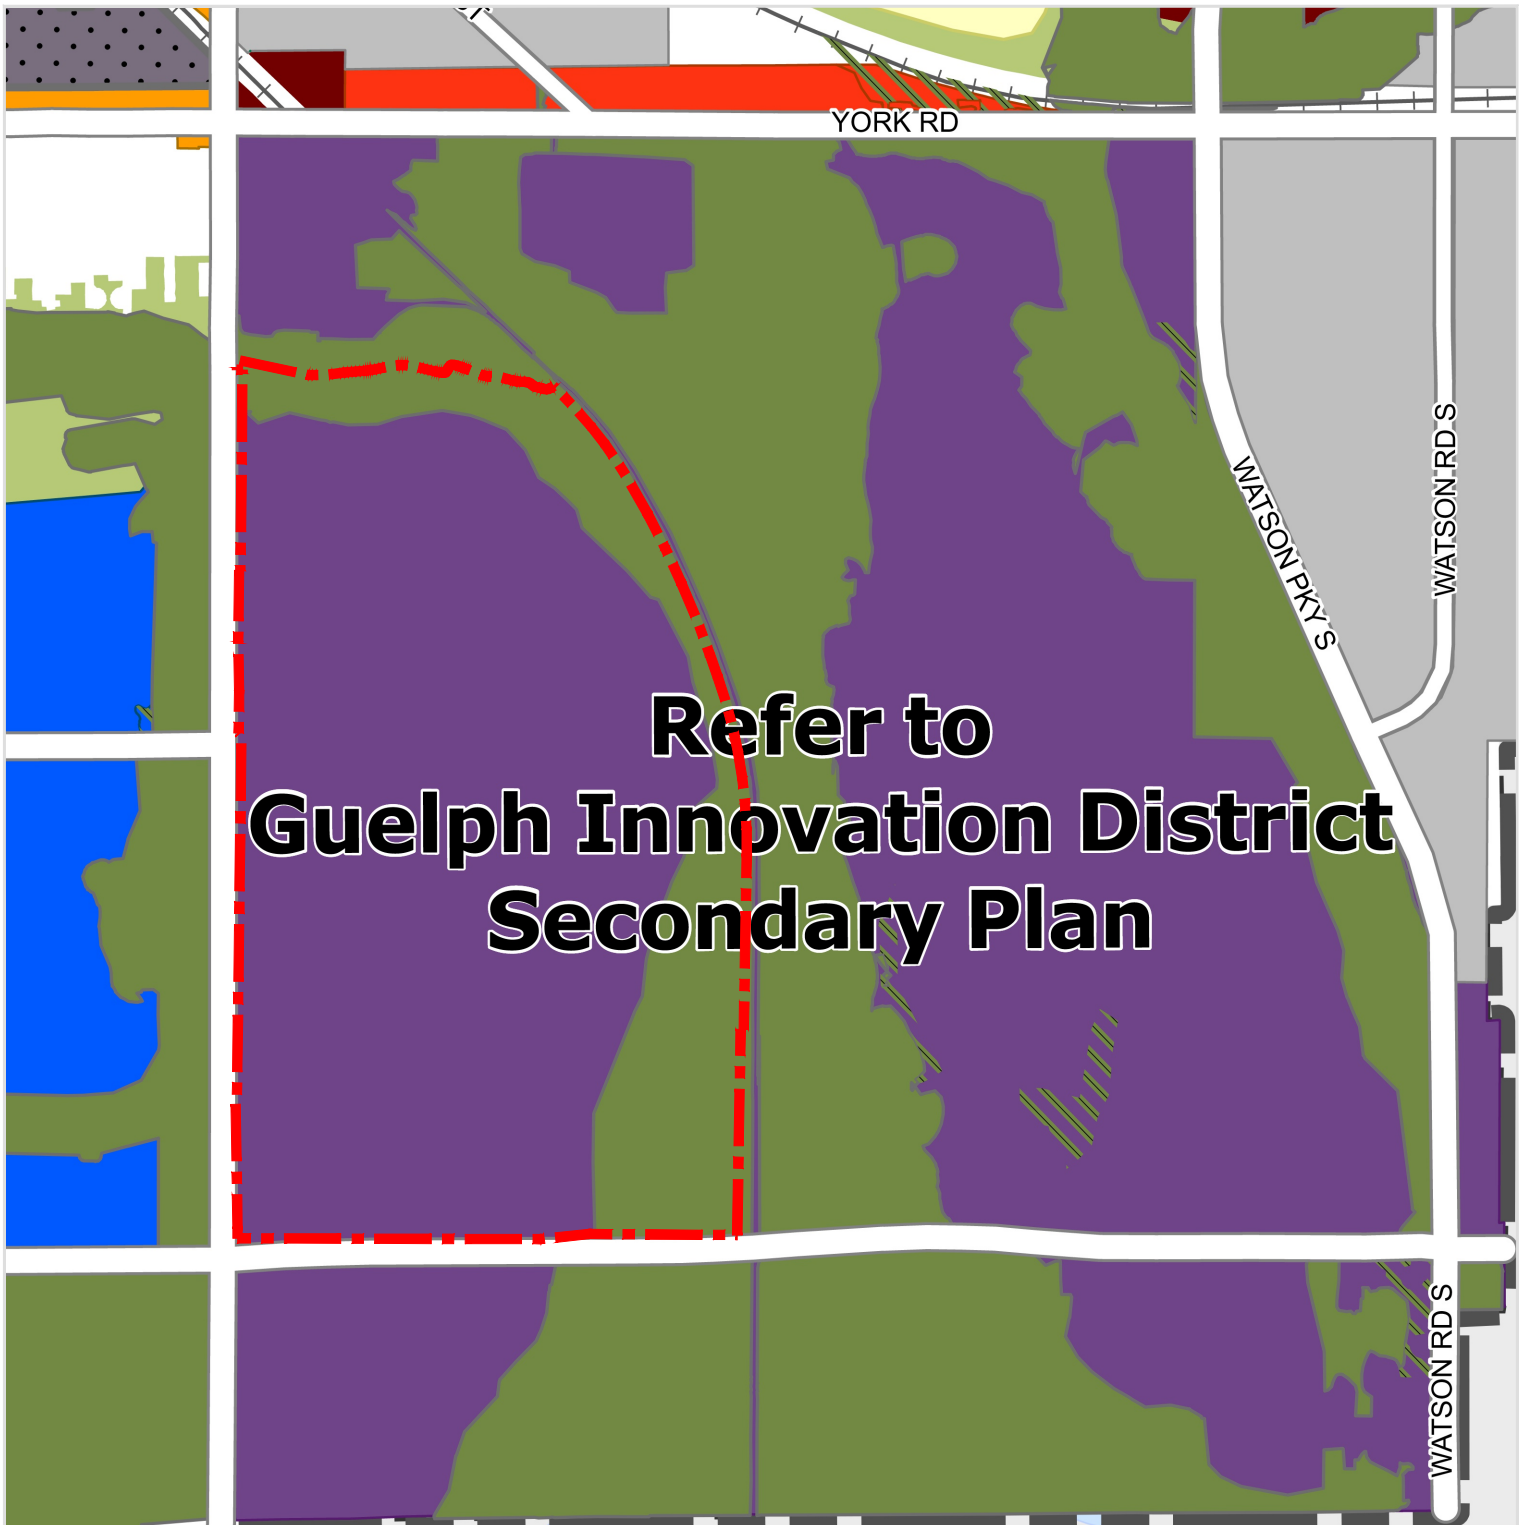 YORK RD
WATSON RD S
WATSON PKY S
Refer to
Guelph Innovation District
Secondary Plan
WATSON RD S